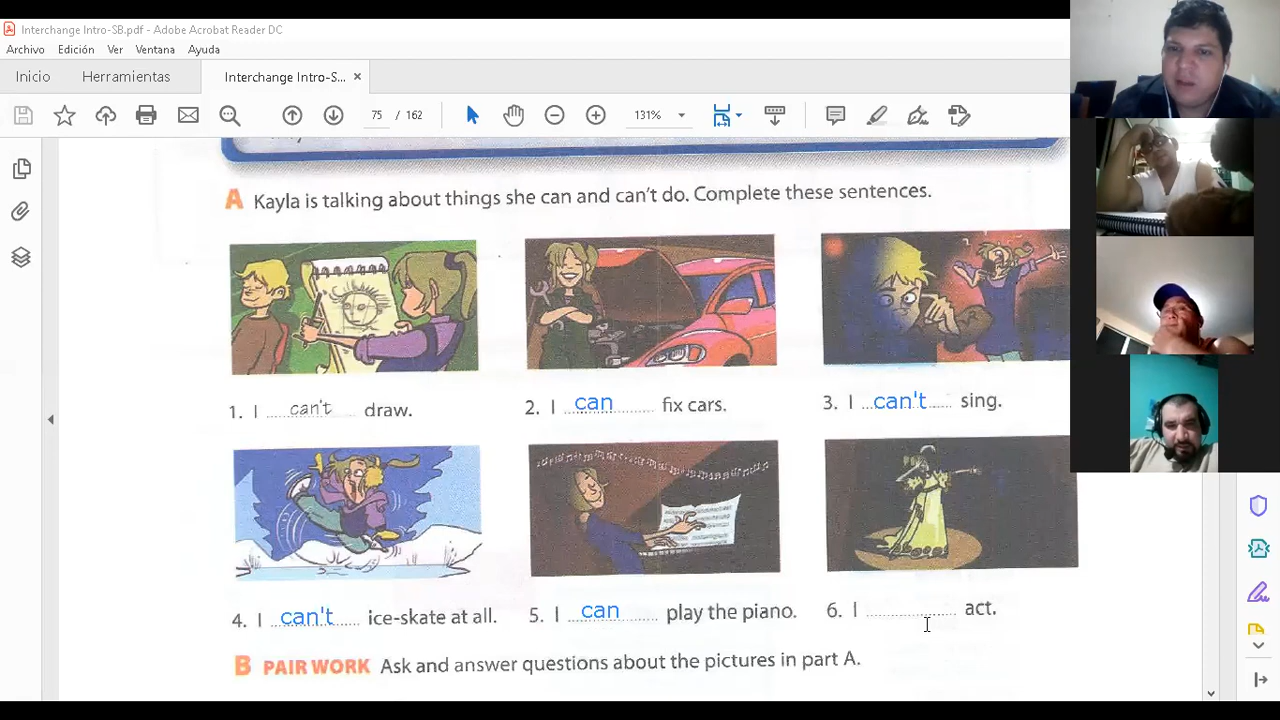 Interchange Intro-SB.pdf - Adobe Acrobat Reader DC
Archivo Edición Ver Ventana Ayuda
Inicio Herramientas Interchange Intro-S... ×
75 / 162 131%
A Kayla is talking about things she can and can't do. Complete these sentences.
1. I can't draw. 2. I can fix cars. 3. I can't sing.
4. I can't ice-skate at all. 5. I can play the piano. 6. I ............... act.
B PAIR WORK Ask and answer questions about the pictures in part A.